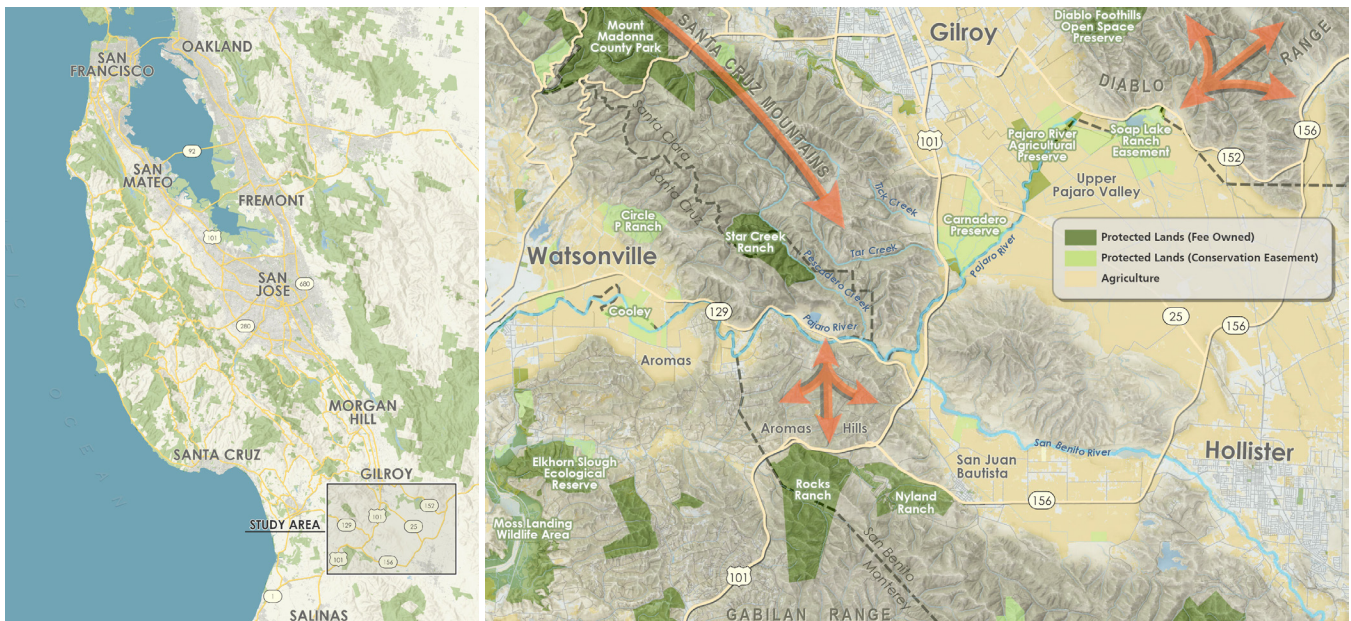 OAKLAND
SAN
FRANCISCO
92
SAN
MATEO
FREMONT
101
SAN
JOSE
680
280
MORGAN
HILL
SANTA CRUZ
GILROY
STUDY AREA
152
101
129
25
101
156
1
SALINAS
Mount
Madonna
County Park
SANTA CRUZ MOUNTAINS
Gilroy
Diablo Foothills
Open Space
Preserve
DIABLO RANGE
Santa Clara
Santa Cruz
101
Pajaro River
Agricultural
Preserve
Soap Lake
Ranch
Easement
156
152
Upper
Pajaro Valley
Tick Creek
Circle
P Ranch
Star Creek
Ranch
Carnadero
Preserve
Watsonville
Tar Creek
Pescadero Creek
Pajaro River
Protected Lands (Fee Owned)
Protected Lands (Conservation Easement)
Agriculture
Cooley
129
Pajaro River
25
156
Aromas
Aromas Hills
San Benito River
Hollister
Elkhorn Slough
Ecological
Reserve
San Juan
Bautista
Rocks
Ranch
Nyland
Ranch
156
Moss Landing
Wildlife Area
San Benito
Monterey
101
GABILAN RANGE